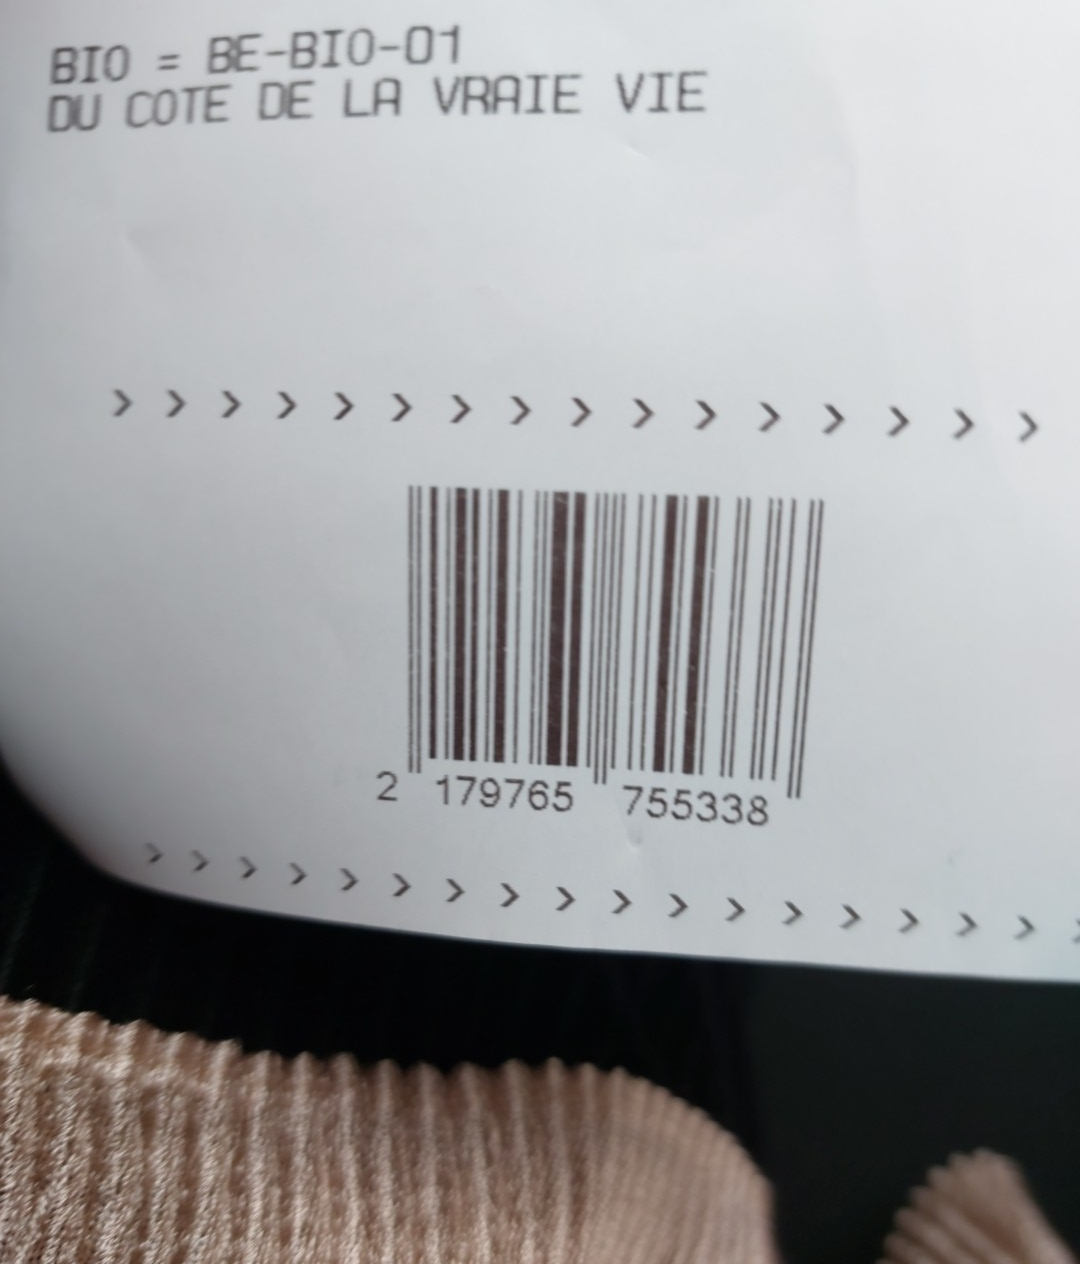 BIO = BE-BIO-01
DU COTE DE LA VRAIE VIE
> > > > > > > > > > > > > > > >
2 179765 755338
> > > > > > > > > > > > > > > > > >